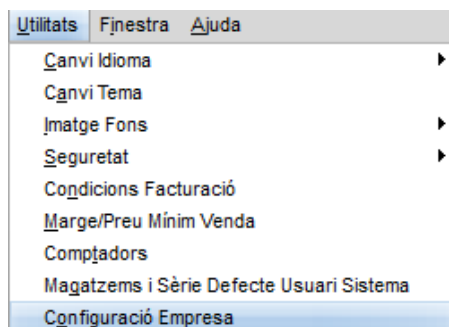 Utilitats Finestra Ajuda
Canvi Idioma
Canvi Tema
Imatge Fons
Seguretat
Condicions Facturació
Marge/Preu Mínim Venda
Comptadors
Magatzems i Sèrie Defecte Usuari Sistema
Configuració Empresa